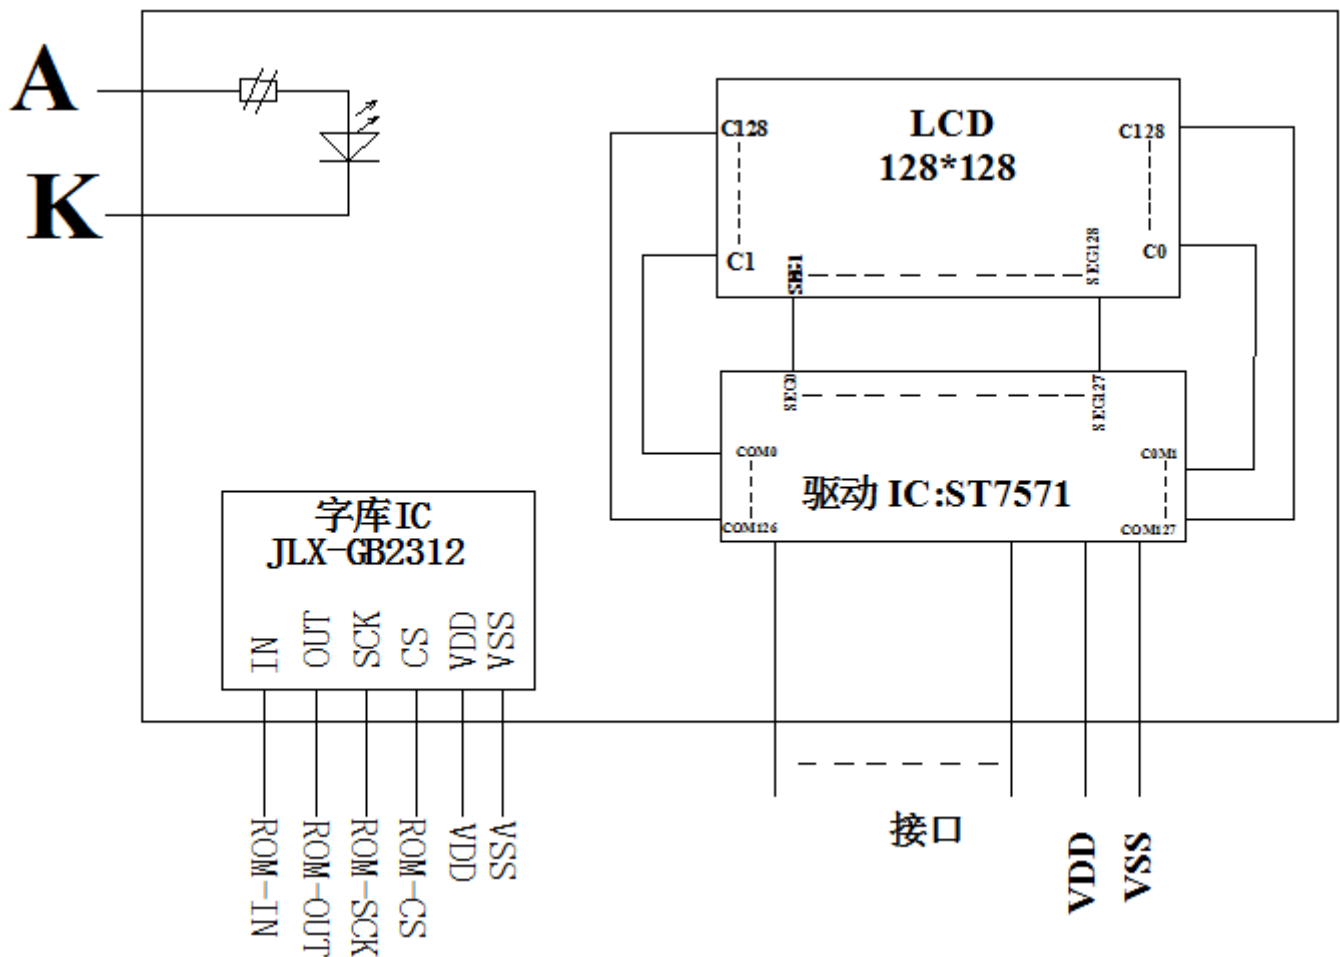 A
K
LCD
128*128
C128
C128
C1
C0
SEG128
SEG0
SEG127
COM0
C0M1
驱动 IC:ST7571
COM126
COM127
字库IC
JLX-GB2312
IN
OUT
SCK
CS
VDD
VSS
ROM-IN
ROM-OUT
ROM-SCK
ROM-CS
VDD
VSS
接口
VDD
VSS